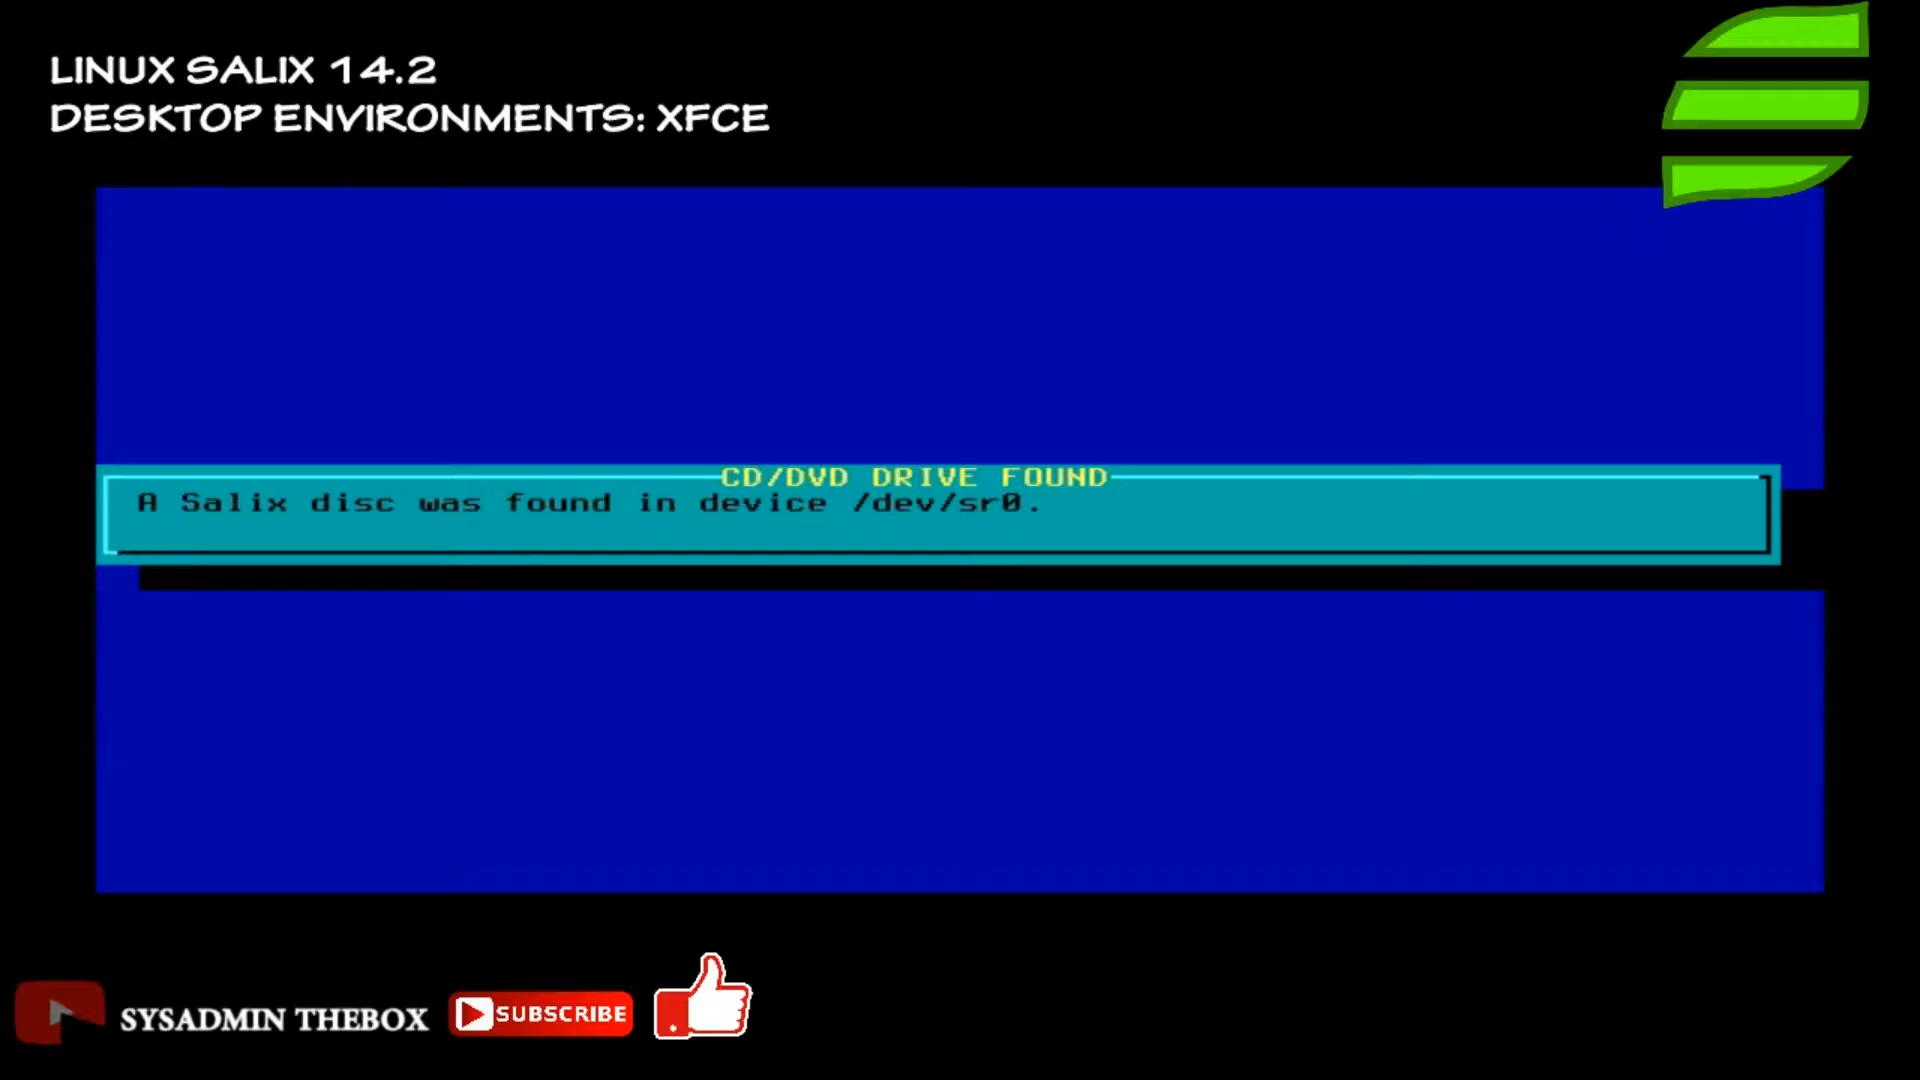 LINUX SALIX 14.2
DESKTOP ENVIRONMENTS: XFCE
CD/DVD DRIVE FOUND
A Salix disc was found in device /dev/sr0.
SYSADMIN THEBOX
SUBSCRIBE